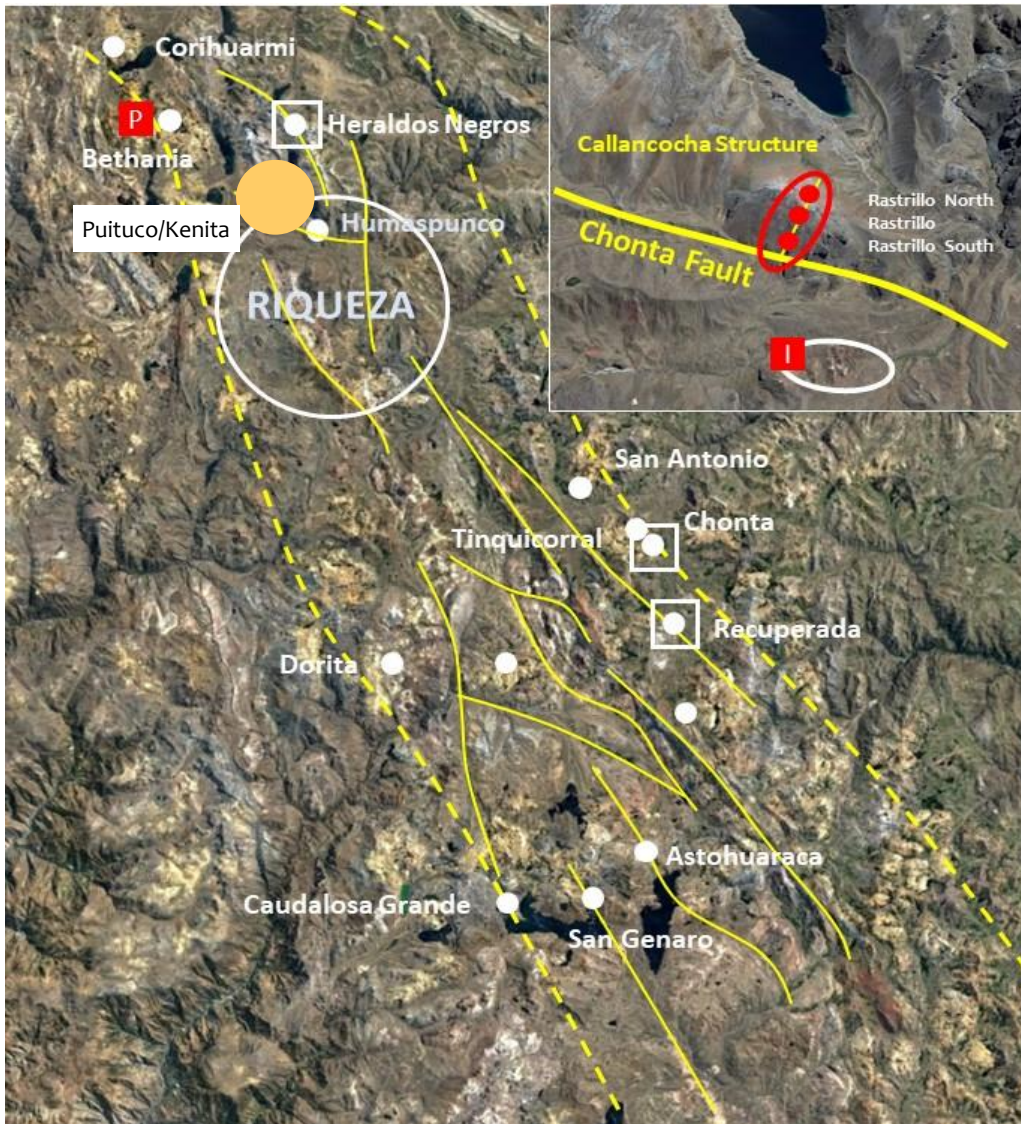 Corihuarmi
P
Heraldos Negros
Bethania
Puituco/Kenita
Humaspunco
RIQUEZA
Callancocha Structure
Rastrillo North
Rastrillo
Rastrillo South
Chonta Fault
I
San Antonio
Chonta
Tinquicorral
Recuperada
Dorita
Astohuaraca
Caudalosa Grande
San Genaro